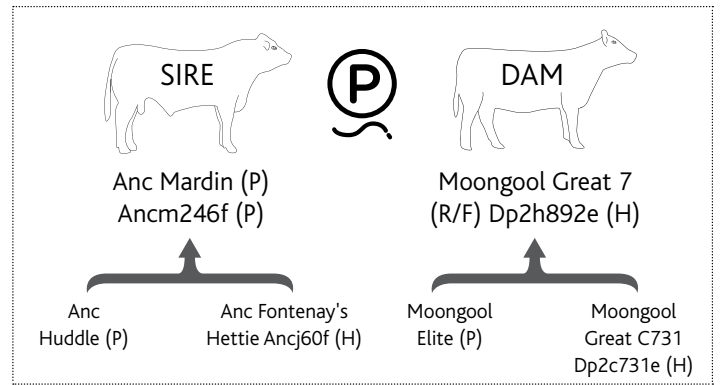 SIRE
P
DAM
Anc Mardin (P)
Ancm246f (P)
Moongool Great 7
(R/F) Dp2h892e (H)
Anc
Huddle (P)
Anc Fontenay's
Hettie Ancj60f (H)
Moongool
Elite (P)
Moongool
Great C731
Dp2c731e (H)